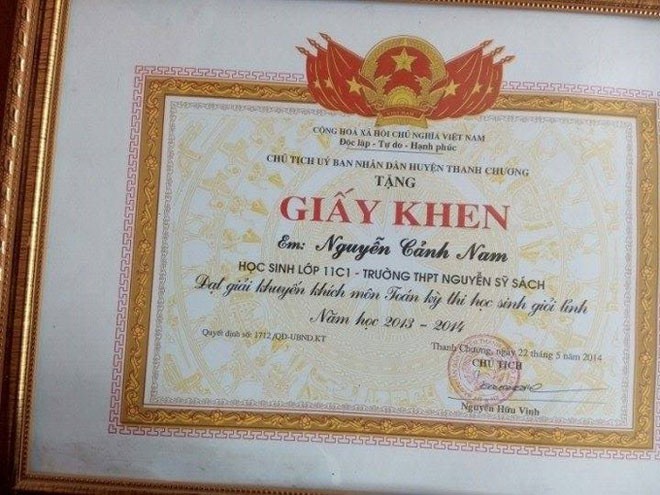 CỘNG HOÀ XÃ HỘI CHỦ NGHĨA VIỆT NAM
Độc lập - Tự do - Hạnh phúc
CHỦ TỊCH UỶ BAN NHÂN DÂN HUYỆN THANH CHƯƠNG
TẶNG
GIẤY KHEN
Em: Nguyễn Cảnh Nam
HỌC SINH LỚP 11C1 - TRƯỜNG THPT NGUYỄN SỸ SÁCH
Đạt giải khuyến khích môn Toán kỳ thi học sinh giỏi tỉnh
Năm học 2013 - 2014
Quyết định số: 1712 /QĐ-UBND.KT
Thanh Chương, ngày 22 tháng 5 năm 2014
CHỦ TỊCH
Nguyễn Hữu Vinh